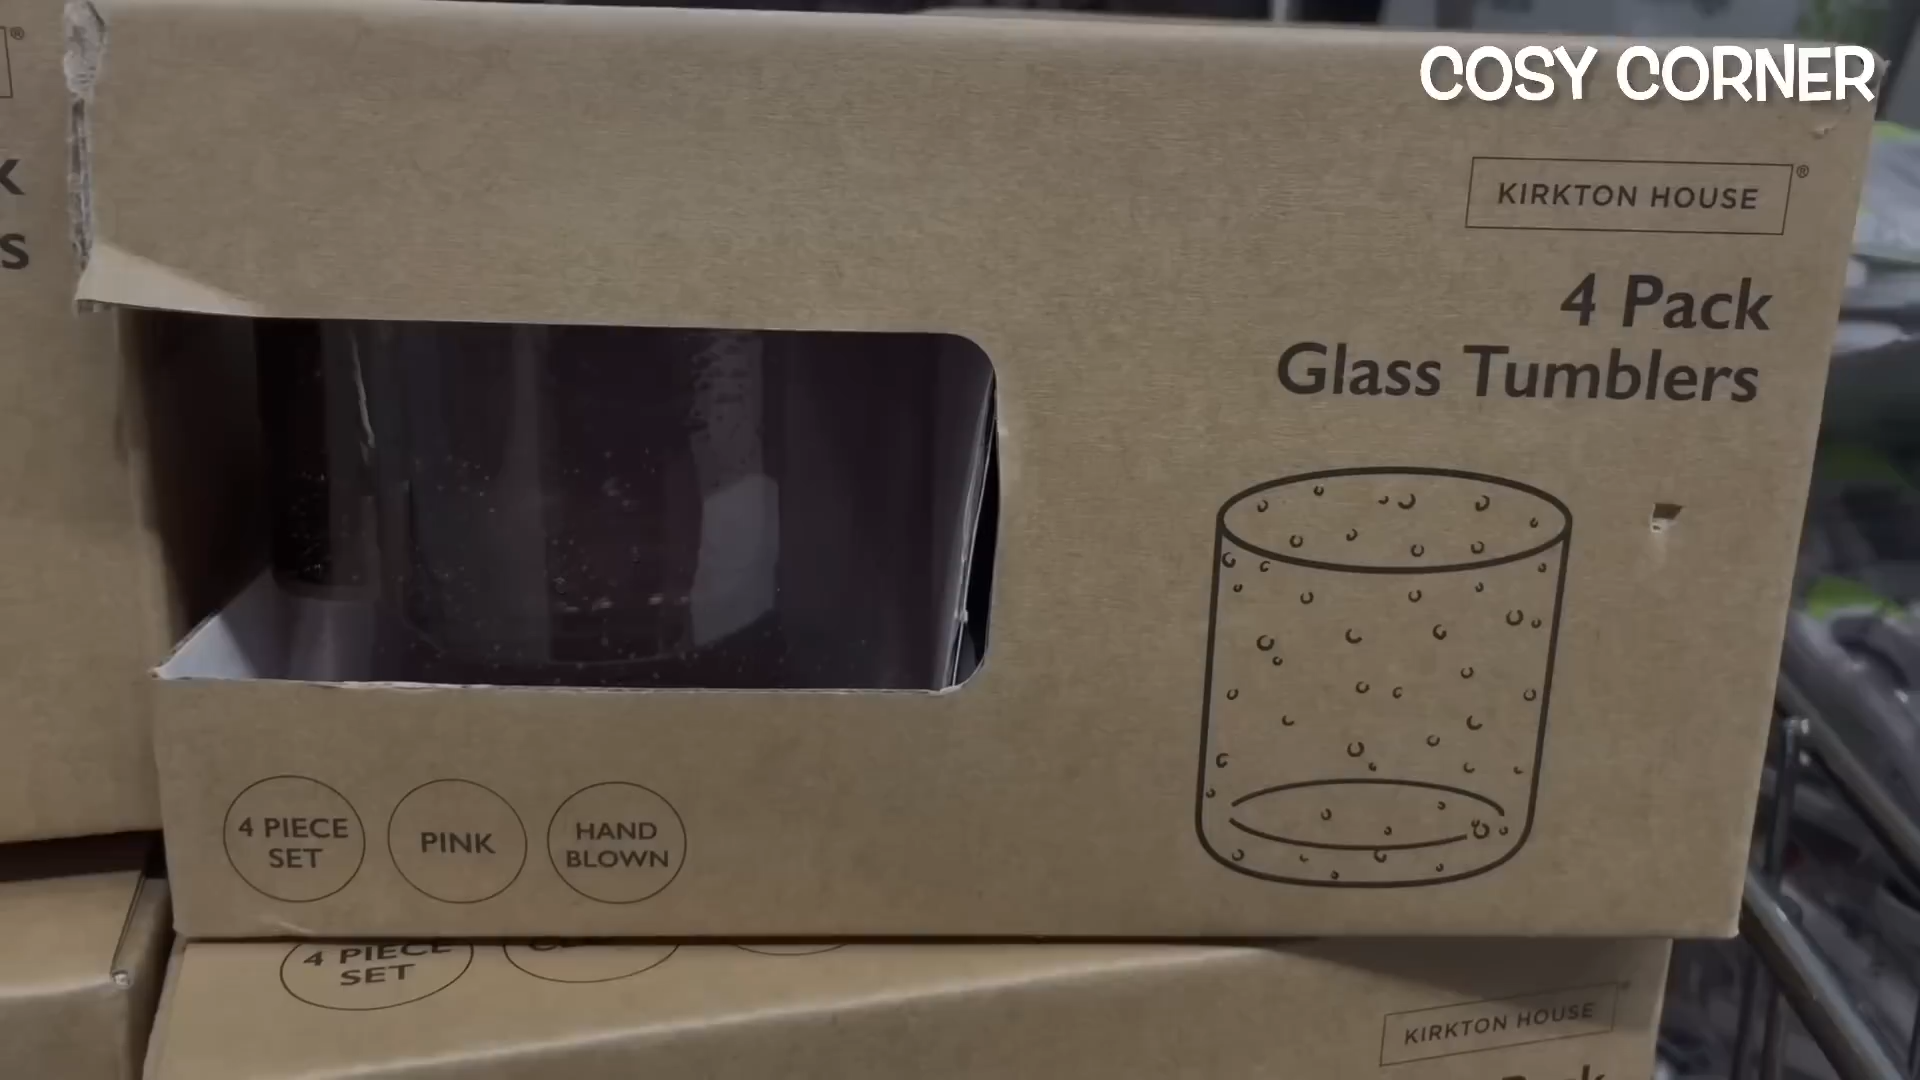 COSY CORNER
KIRKTON HOUSE®
4 Pack
Glass Tumblers
4 PIECE
SET
PINK
HAND
BLOWN
4 PIECE
SET
KIRKTON HOUSE